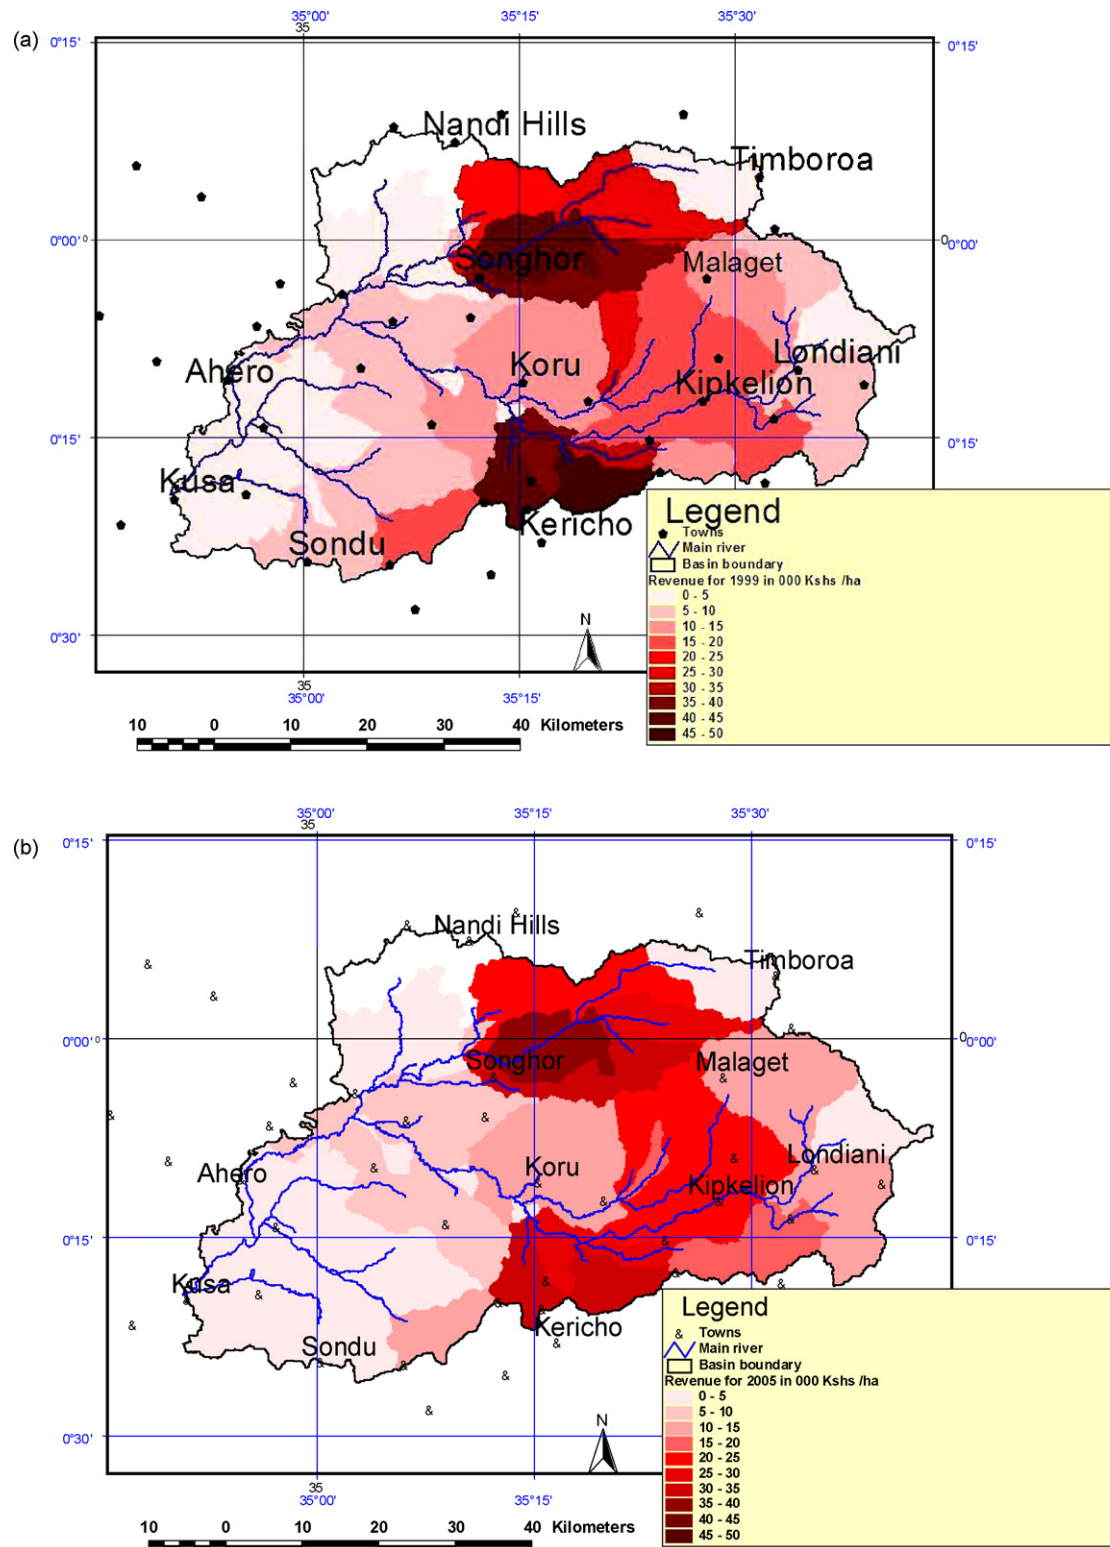 (a)
35°00' 35°15' 35°30'
35
0°15' 0°15'
Nandi Hills
Timboroa
0°00' 0 0 0°00'
Songhor
Malaget
Londiani
Koru
Ahero
Kipkelion
0°15' 0°15'
Kusa
Kericho
Sondu
Legend
Towns
Main river
Basin boundary
Revenue for 1999 in 000 Kshs /ha
0 - 5
5 - 10
10 - 15
15 - 20
20 - 25
25 - 30
30 - 35
35 - 40
40 - 45
45 - 50
N
0°30'
35
35°00' 35°15'
10 0 10 20 30 40 Kilometers
(b)
35°00' 35°15' 35°30'
35
0°15' 0°15'
Nandi Hills
Timboroa
0°00' 0 0 0°00'
Songhor
Malaget
Londiani
Koru
Ahero
Kipkelion
0°15' 0°15'
Kusa
Kericho
Sondu
Legend
& Towns
Main river
Basin boundary
Revenue for 2005 in 000 Kshs /ha
0 - 5
5 - 10
10 - 15
15 - 20
20 - 25
25 - 30
30 - 35
35 - 40
40 - 45
45 - 50
N
0°30'
35
35°00' 35°15'
10 0 10 20 30 40 Kilometers